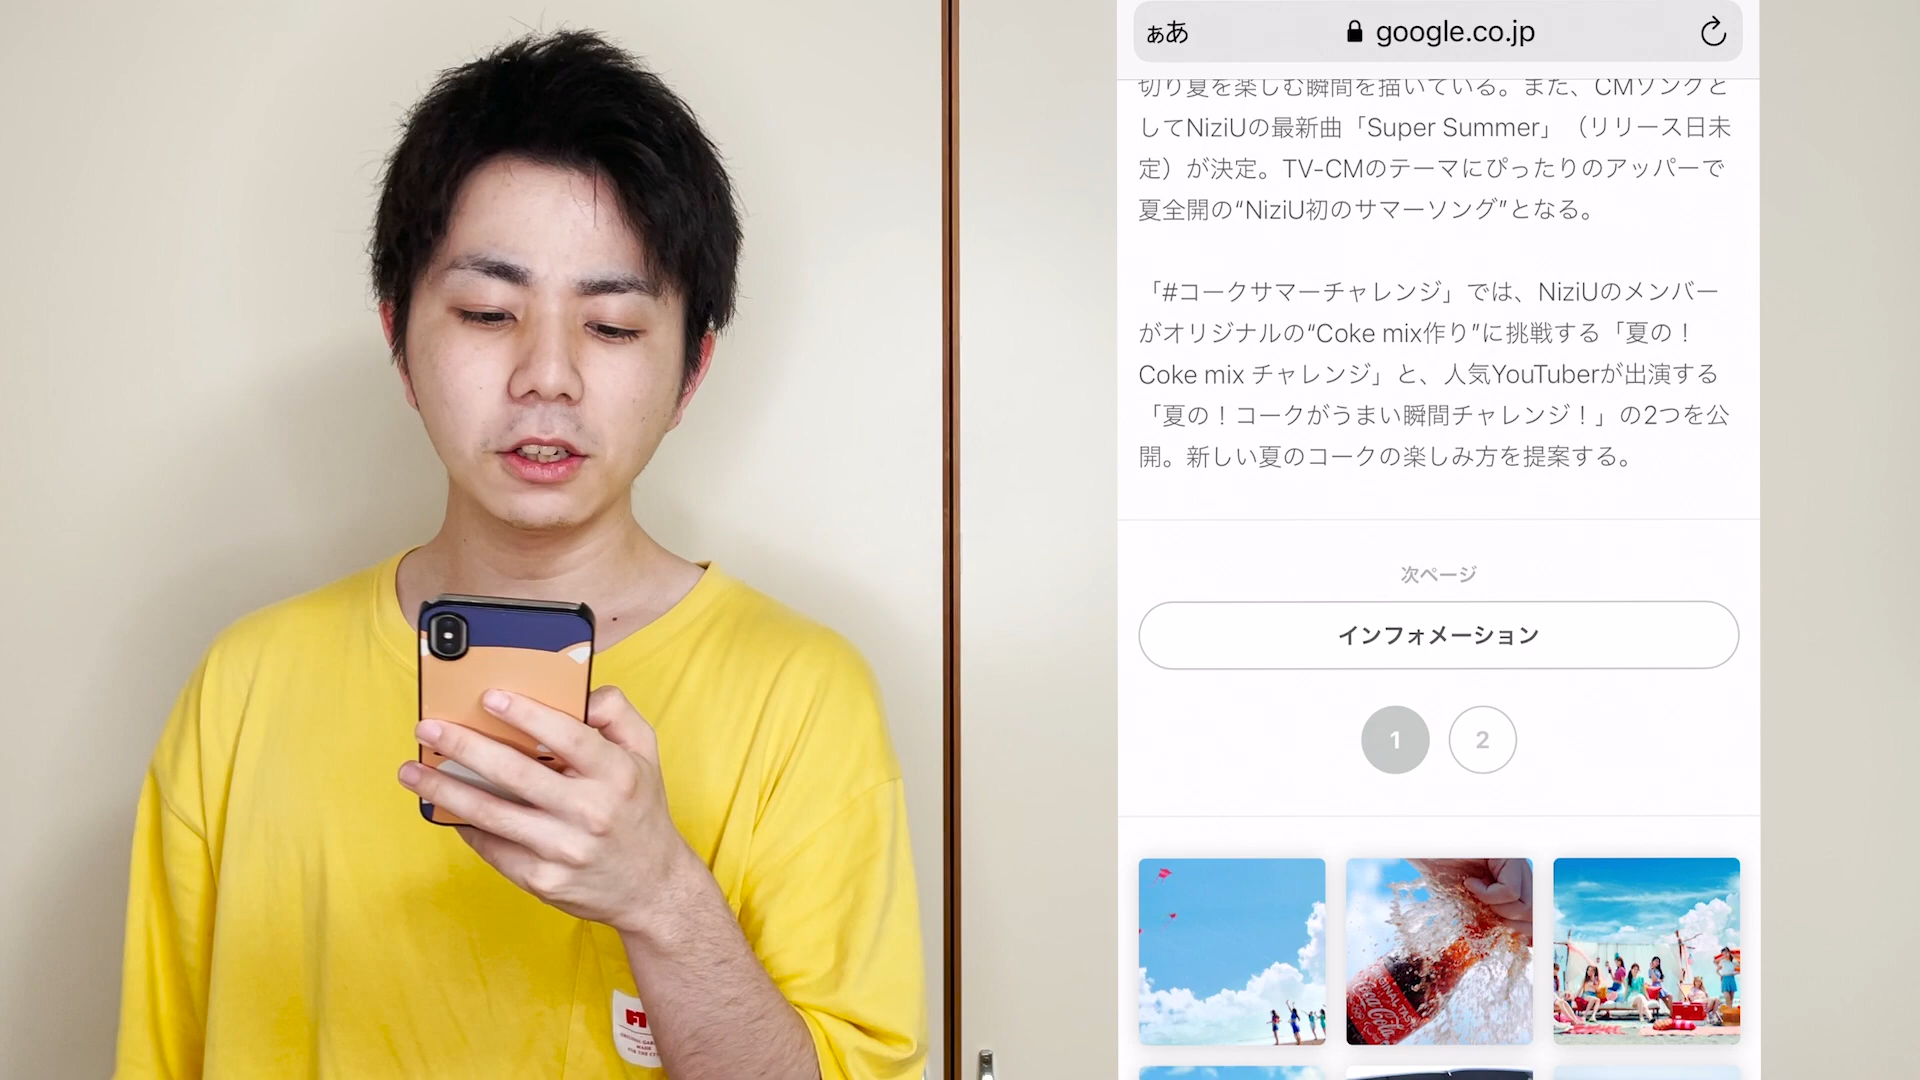 ぁあ google.co.jp
切り夏を楽しむ瞬間を描いている。また、CMソングと
してNiziUの最新曲「Super Summer」（リリース日未
定）が決定。TV-CMのテーマにぴったりのアッパーで
夏全開の“NiziU初のサマーソング”となる。
「#コークサマーチャレンジ」では、NiziUのメンバー
がオリジナルの“Coke mix作り”に挑戦する「夏の！
Coke mix チャレンジ」と、人気YouTuberが出演する
「夏の！コークがうまい瞬間チャレンジ！」の2つを公
開。新しい夏のコークの楽しみ方を提案する。
次ページ
インフォメーション
1 2
Coca-Cola